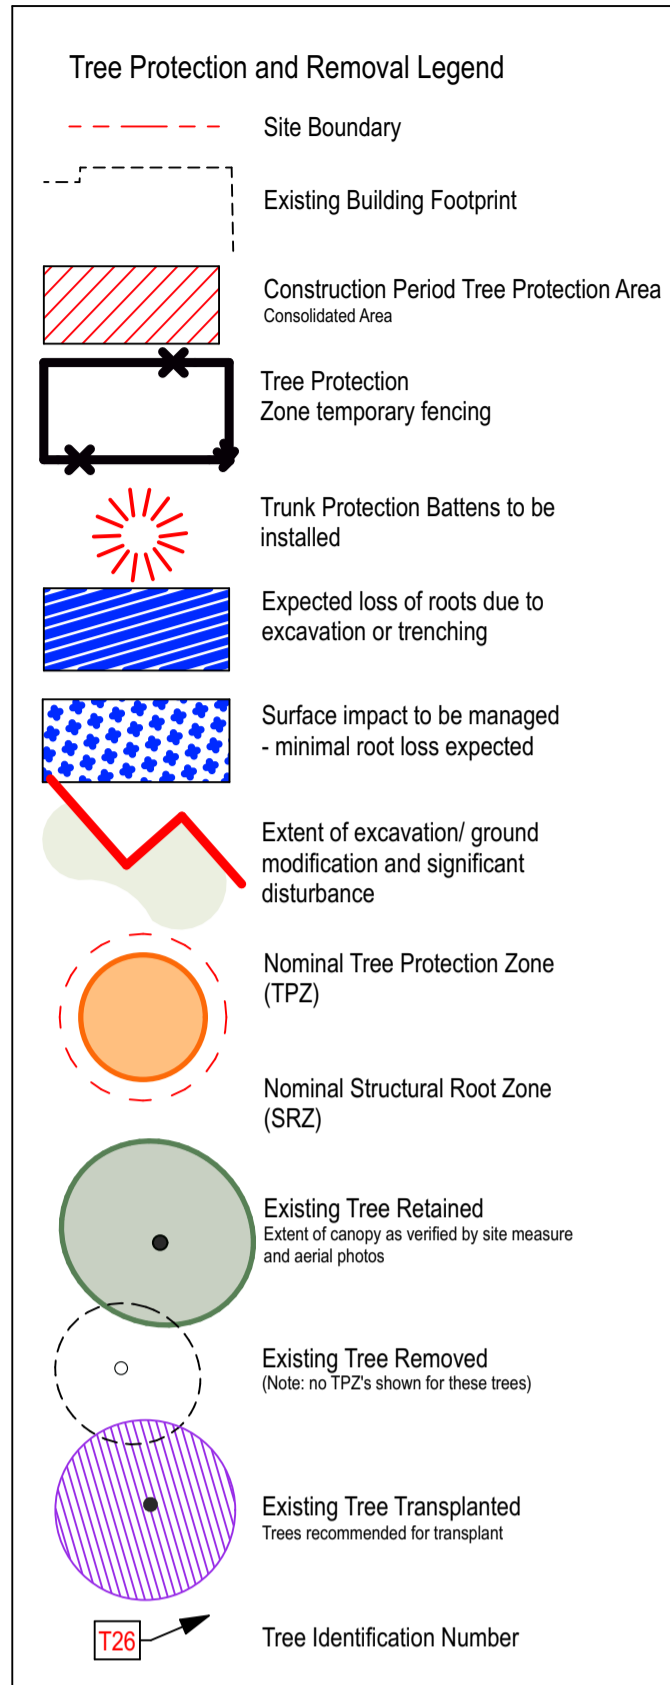 Tree Protection and Removal Legend
Site Boundary
Existing Building Footprint
Construction Period Tree Protection Area
Consolidated Area
Tree Protection
Zone temporary fencing
Trunk Protection Battens to be
installed
Expected loss of roots due to
excavation or trenching
Surface impact to be managed
- minimal root loss expected
Extent of excavation/ ground
modification and significant
disturbance
Nominal Tree Protection Zone
(TPZ)
Nominal Structural Root Zone
(SRZ)
Existing Tree Retained
Extent of canopy as verified by site measure
and aerial photos
Existing Tree Removed
(Note: no TPZ's shown for these trees)
Existing Tree Transplanted
Trees recommended for transplant
T26
Tree Identification Number